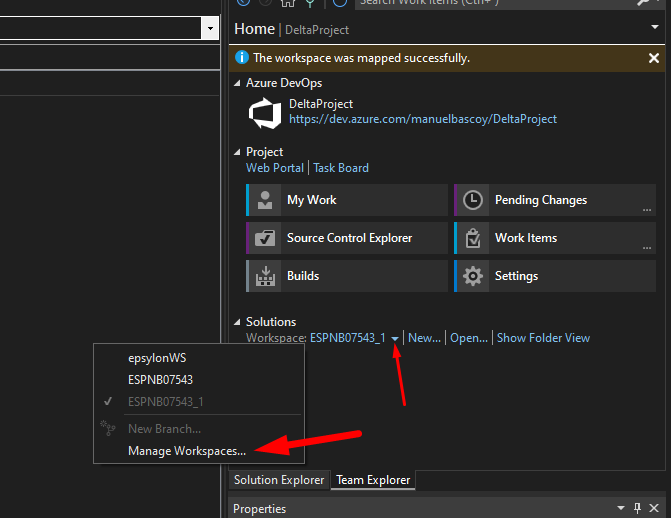 Search Work Items (Ctrl+')
Home | DeltaProject
The workspace was mapped successfully.
Azure DevOps
DeltaProject
https://dev.azure.com/manuelbascoy/DeltaProject
Project
Web Portal | Task Board
My Work
Pending Changes
...
Source Control Explorer
Work Items
...
Builds
Settings
Solutions
Workspace: ESPNB07543_1 | New... | Open... | Show Folder View
epsylonWS
ESPNB07543
ESPNB07543_1
New Branch...
Manage Workspaces...
Solution Explorer
Team Explorer
Properties